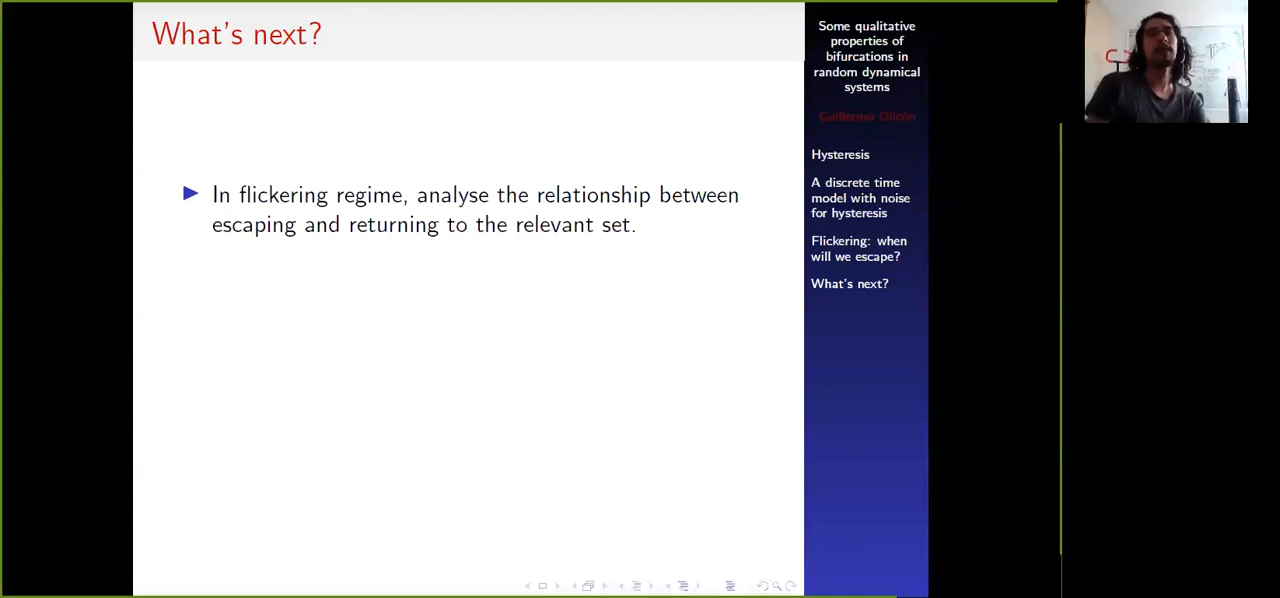 What's next?
In flickering regime, analyse the relationship between
escaping and returning to the relevant set.
Some qualitative
properties of
bifurcations in
random dynamical
systems
Guillermo Olicón
Hysteresis
A discrete time
model with noise
for hysteresis
Flickering: when
will we escape?
What's next?